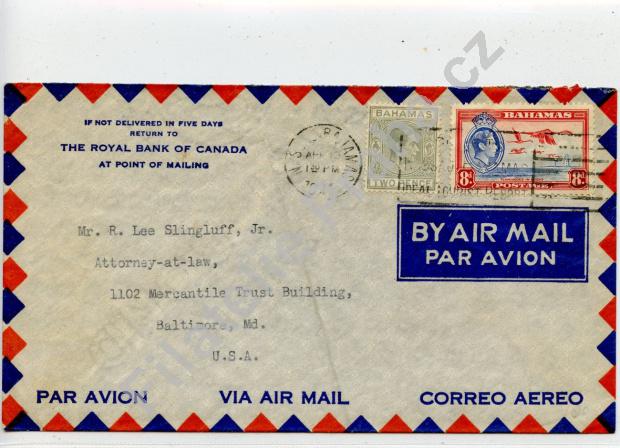 IF NOT DELIVERED IN FIVE DAYS
RETURN TO
THE ROYAL BANK OF CANADA
AT POINT OF MAILING
BAHAMAS
TWO PENCE
BAHAMAS
8d POSTAGE 8d
BY AIR MAIL
PAR AVION
Mr. R. Lee Slingluff, Jr.
Attorney-at-law,
1102 Mercantile Trust Building,
Baltimore, Md.
U.S.A.
PAR AVION VIA AIR MAIL CORREO AEREO